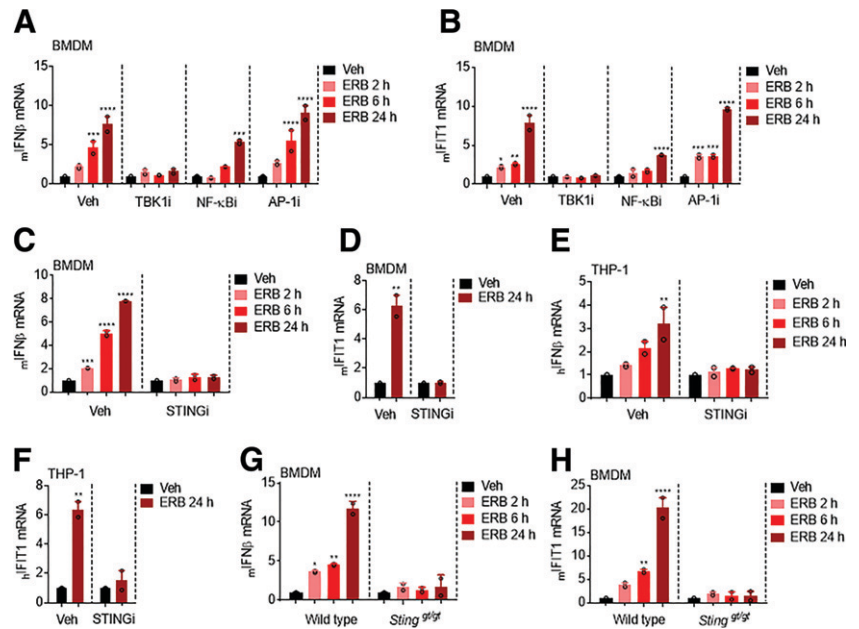 A
BMDM
mIFNβ mRNA
15
10
5
0
****
***
***
****
****
Veh
TBK1i
NF-κBi
AP-1i
Veh
ERB 2 h
ERB 6 h
ERB 24 h
B
BMDM
mIFIT1 mRNA
15
10
5
0
*
**
****
****
***
***
****
Veh
TBK1i
NF-κBi
AP-1i
Veh
ERB 2 h
ERB 6 h
ERB 24 h
C
BMDM
mIFNβ mRNA
10
8
6
4
2
0
***
****
****
Veh
STINGi
Veh
ERB 2 h
ERB 6 h
ERB 24 h
D
BMDM
mIFIT1 mRNA
8
6
4
2
0
**
Veh
STINGi
Veh
ERB 24 h
E
THP-1
hIFNβ mRNA
5
4
3
2
1
0
**
Veh
STINGi
Veh
ERB 2 h
ERB 6 h
ERB 24 h
F
THP-1
hIFIT1 mRNA
8
6
4
2
0
**
Veh
STINGi
Veh
ERB 24 h
G
BMDM
mIFNβ mRNA
15
10
5
0
*
**
****
Wild type
Sting gt/gt
Veh
ERB 2 h
ERB 6 h
ERB 24 h
H
BMDM
mIFIT1 mRNA
25
20
15
10
5
0
**
****
Wild type
Sting gt/gt
Veh
ERB 2 h
ERB 6 h
ERB 24 h